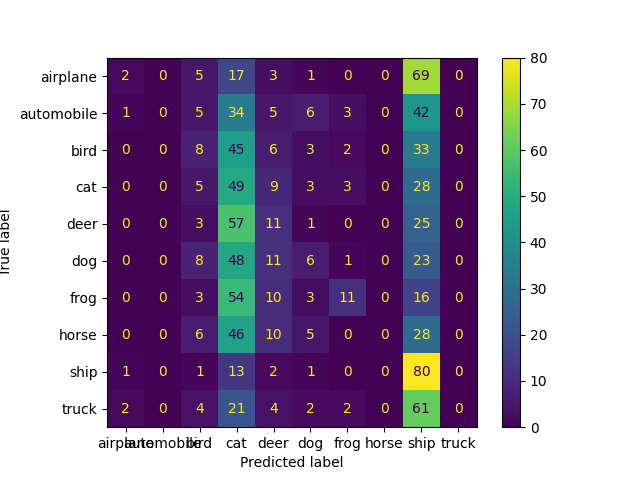 airplane 2 0 5 17 3 1 0 0 69 0
automobile 1 0 5 34 5 6 3 0 42 0
bird 0 0 8 45 6 3 2 0 33 0
cat 0 0 5 49 9 3 3 0 28 0
deer 0 0 3 57 11 1 0 0 25 0
dog 0 0 8 48 11 6 1 0 23 0
frog 0 0 3 54 10 3 11 0 16 0
horse 0 0 6 46 10 5 0 0 28 0
ship 1 0 1 13 2 1 0 0 80 0
truck 2 0 4 21 4 2 2 0 61 0
airplane automobile bird cat deer dog frog horse ship truck
Predicted label
True label
80
70
60
50
40
30
20
10
0